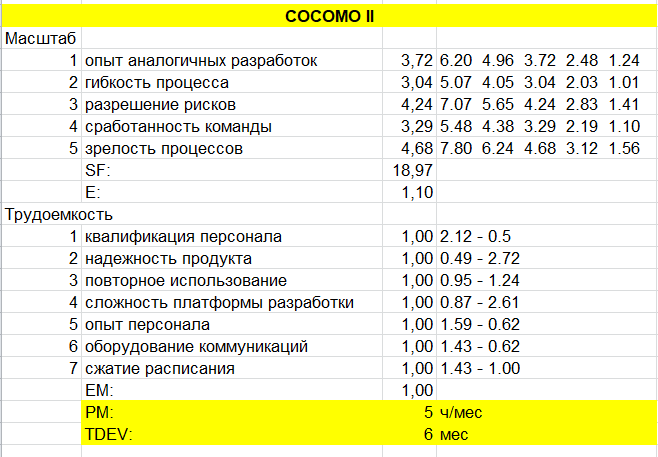 COCOMO II
Масштаб
1 опыт аналогичных разработок 3,72 6.20 4.96 3.72 2.48 1.24
2 гибкость процесса 3,04 5.07 4.05 3.04 2.03 1.01
3 разрешение рисков 4,24 7.07 5.65 4.24 2.83 1.41
4 сработанность команды 3,29 5.48 4.38 3.29 2.19 1.10
5 зрелость процессов 4,68 7.80 6.24 4.68 3.12 1.56
SF: 18,97
E: 1,10
Трудоемкость
1 квалификация персонала 1,00 2.12 - 0.5
2 надежность продукта 1,00 0.49 - 2.72
3 повторное использование 1,00 0.95 - 1.24
4 сложность платформы разработки 1,00 0.87 - 2.61
5 опыт персонала 1,00 1.59 - 0.62
6 оборудование коммуникаций 1,00 1.43 - 0.62
7 сжатие расписания 1,00 1.43 - 1.00
EM: 1,00
PM: 5 ч/мес
TDEV: 6 мес